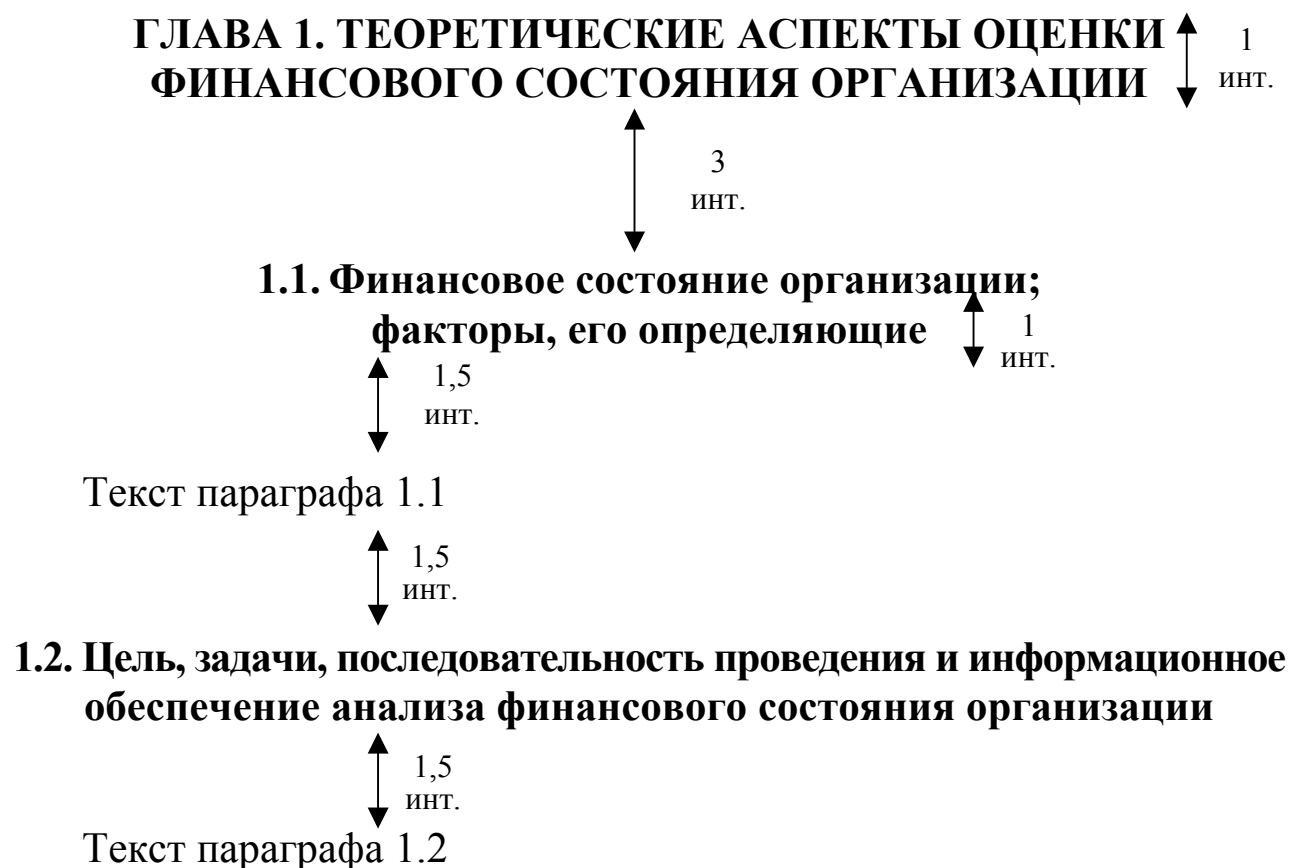 ГЛАВА 1. ТЕОРЕТИЧЕСКИЕ АСПЕКТЫ ОЦЕНКИ
ФИНАНСОВОГО СОСТОЯНИЯ ОРГАНИЗАЦИИ
1
инт.
3
инт.
1.1. Финансовое состояние организации;
факторы, его определяющие
1
инт.
1,5
инт.
Текст параграфа 1.1
1,5
инт.
1.2. Цель, задачи, последовательность проведения и информационное
обеспечение анализа финансового состояния организации
1,5
инт.
Текст параграфа 1.2